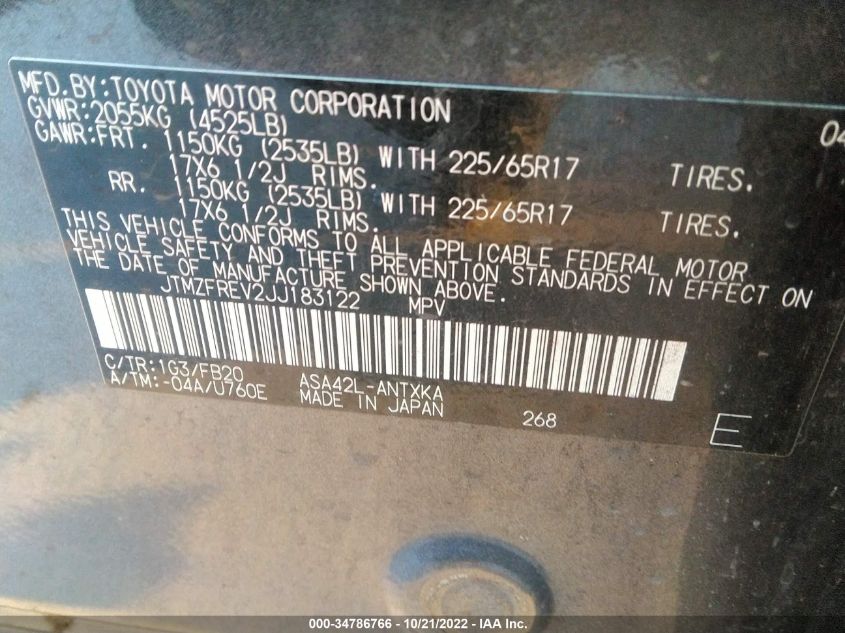 MFD.BY:TOYOTA MOTOR CORPORATION
04
GVWR:2055KG (4525LB)
GAWR:FRT. 1150KG (2535LB) WITH 225/65R17 TIRES.
17X6 1/2J RIMS.
RR. 1150KG (2535LB) WITH 225/65R17 TIRES.
17X6 1/2J RIMS.
THIS VEHICLE CONFORMS TO ALL APPLICABLE FEDERAL MOTOR
VEHICLE SAFETY AND THEFT PREVENTION STANDARDS IN EFFECT ON
THE DATE OF MANUFACTURE SHOWN ABOVE.
JTMZFREV2JJ183122 MPV
C/TR:1G3/FB20 ASA42L-ANTXKA
A/TM:-04A/U760E MADE IN JAPAN 268 E
000-34786766 - 10/21/2022 - IAA Inc.